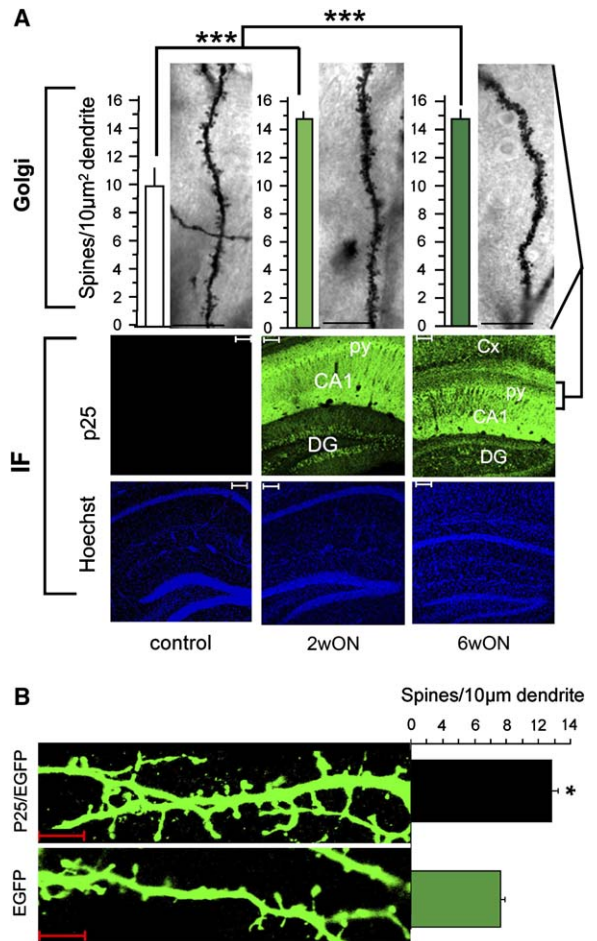 A
***
***
Golgi
Spines/10µm² dendrite
16
14
12
10
8
6
4
2
0
16
14
12
10
8
6
4
2
0
16
14
12
10
8
6
4
2
0
IF
p25
py
CA1
DG
Cx
py
CA1
DG
Hoechst
control
2wON
6wON
B
Spines/10µm dendrite
0 4 6 8 12 14
P25/EGFP
*
EGFP